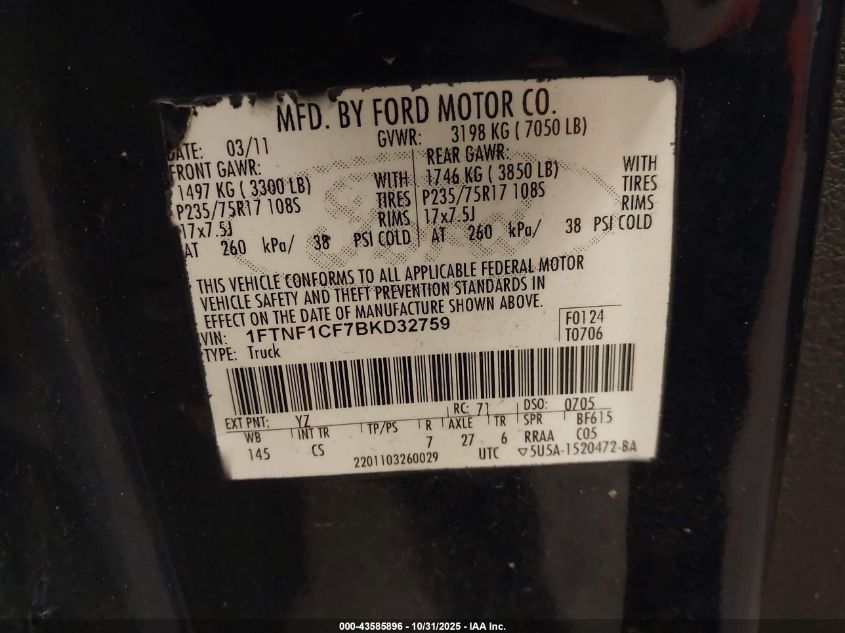 MFD. BY FORD MOTOR CO.
DATE: 03/11 GVWR: 3198 KG ( 7050 LB)
FRONT GAWR: REAR GAWR:
1497 KG ( 3300 LB) WITH 1746 KG ( 3850 LB) WITH
P235/75R17 108S TIRES P235/75R17 108S TIRES
17x7.5J RIMS 17x7.5J RIMS
AT 260 kPa/ 38 PSI COLD AT 260 kPa/ 38 PSI COLD
THIS VEHICLE CONFORMS TO ALL APPLICABLE FEDERAL MOTOR
VEHICLE SAFETY AND THEFT PREVENTION STANDARDS IN
EFFECT ON THE DATE OF MANUFACTURE SHOWN ABOVE.
VIN: 1FTNF1CF7BKD32759 F0124
TYPE: Truck T0706
EXT PNT: YZ RC: 71 DSO: 0705
WB INT TR TP/PS R AXLE TR SPR BF615
145 CS 7 27 6 RRAA C05
2201103260029 UTC ▽5U5A-1520472-BA
000-43585896 - 10/31/2025 - IAA Inc.